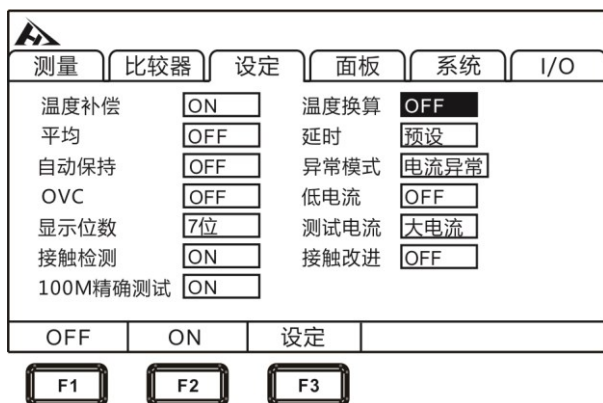 测量 比较器 设定 面板 系统 I/O
温度补偿 ON 温度换算 OFF
平均 OFF 延时 预设
自动保持 OFF 异常模式 电流异常
OVC OFF 低电流 OFF
显示位数 7位 测试电流 大电流
接触检测 ON 接触改进 OFF
100M精确测试 ON
OFF ON 设定
F1 F2 F3